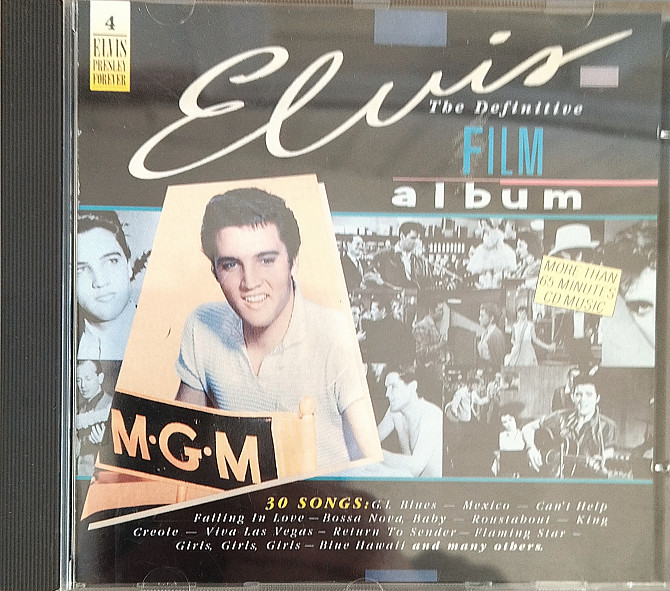 4
ELVIS
PRESLEY
FOREVER
Elvis
The Definitive
FILM
album
MORE THAN
65 MINUTES
CD MUSIC
M·G·M
30 SONGS: G.I. Blues — Mexico — Can't Help
Falling In Love — Bossa Nova, Baby — Roustabout — King
Creole — Viva Las Vegas — Return To Sender — Flaming Star —
Girls, Girls, Girls — Blue Hawaii and many others.